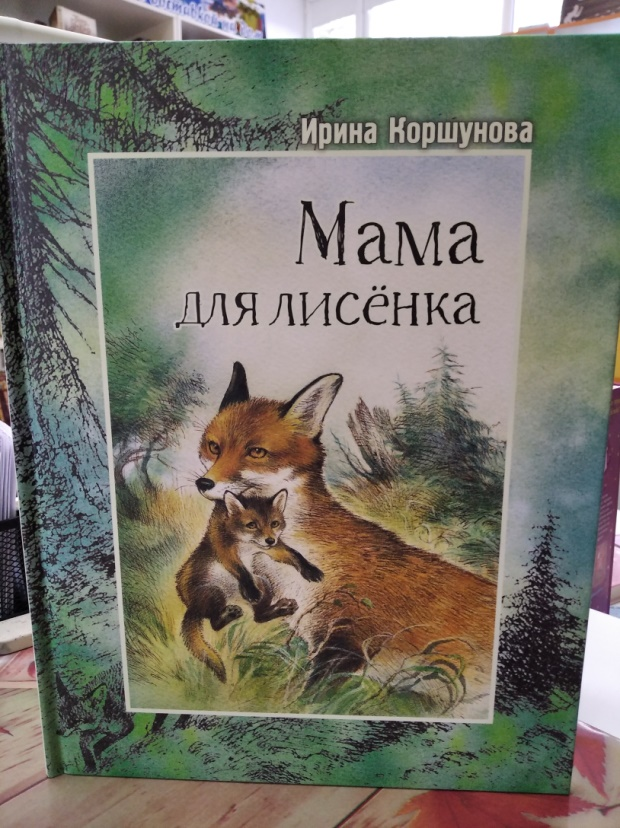 Ирина Коршунова
Мама
для лисёнка